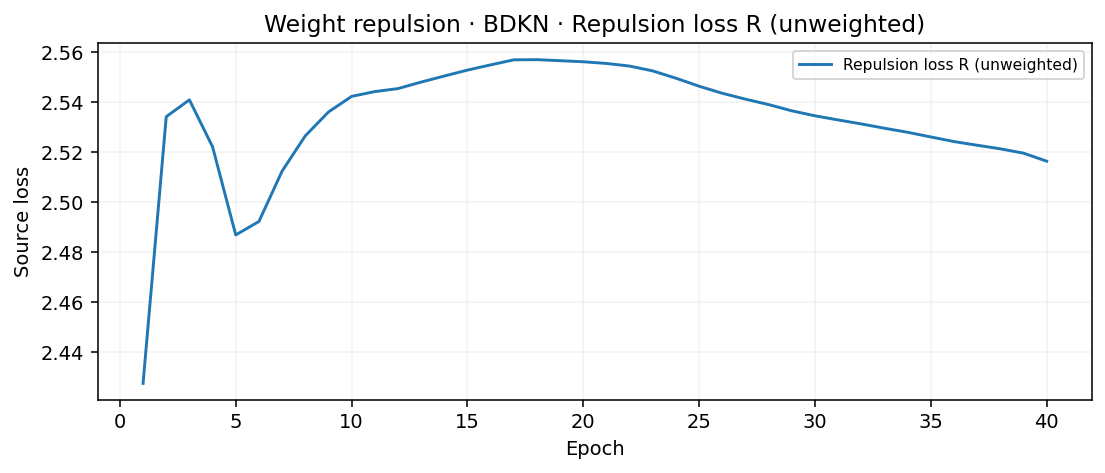 Weight repulsion · BDKN · Repulsion loss R (unweighted)
Repulsion loss R (unweighted)
Source loss
2.56
2.54
2.52
2.50
2.48
2.46
2.44
0 5 10 15 20 25 30 35 40
Epoch